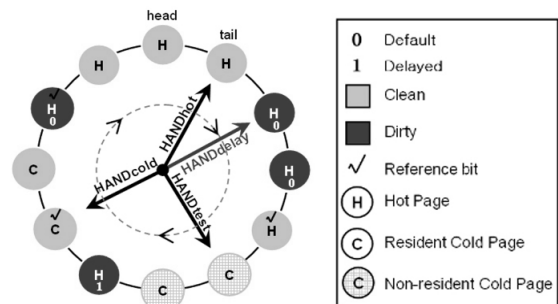 head
tail
H
H
H
H
0
H
0
H
0
C
C
H
H
1
C
C
HANDhot
HANDdelay
HANDcold
HANDtest
0 Default
1 Delayed
Clean
Dirty
Reference bit
H Hot Page
C Resident Cold Page
C Non-resident Cold Page